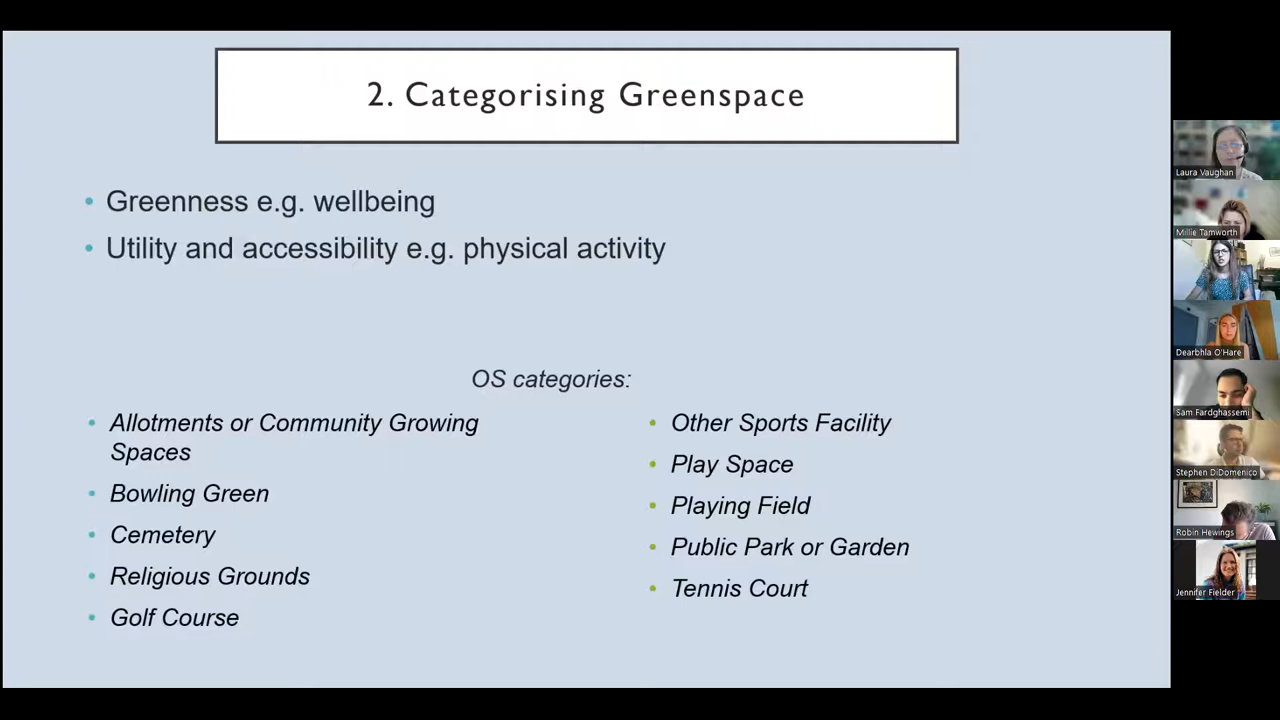 2. Categorising Greenspace
• Greenness e.g. wellbeing
• Utility and accessibility e.g. physical activity
OS categories:
• Allotments or Community Growing
Spaces
• Bowling Green
• Cemetery
• Religious Grounds
• Golf Course
• Other Sports Facility
• Play Space
• Playing Field
• Public Park or Garden
• Tennis Court
Laura Vaughan
Millie Tamworth
Dearbhla O'Hare
Sam Fardghassemi
Stephen DiDomenico
Robin Hewings
Jennifer Fielder